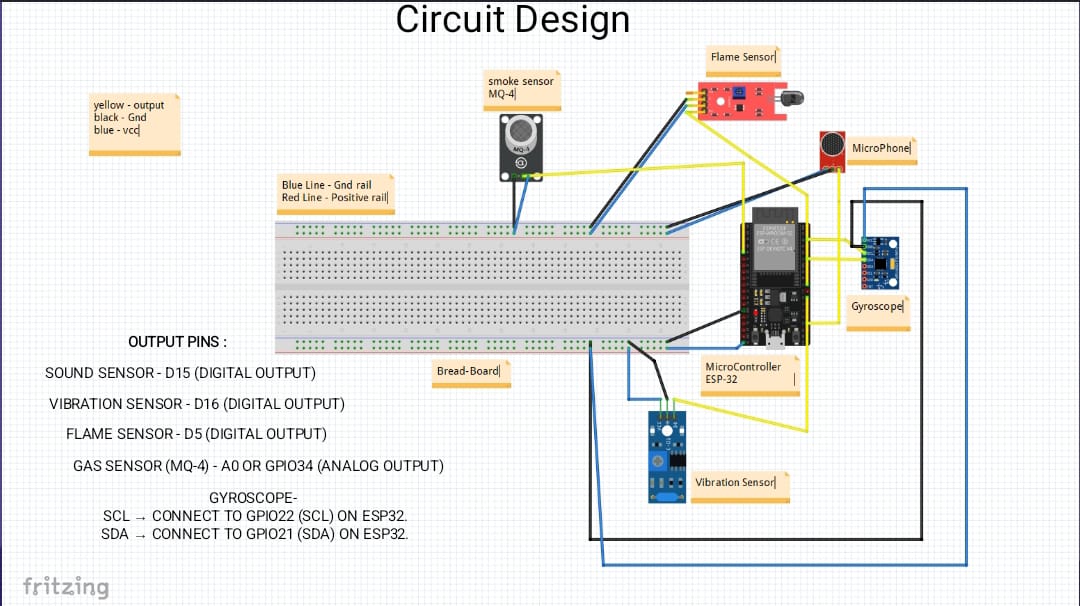 Circuit Design
Flame Sensor
smoke sensor
MQ-4
yellow - output
black - Gnd
blue - vcc
MicroPhone
Blue Line - Gnd rail
Red Line - Positive rail
Gyroscope
OUTPUT PINS :
Bread-Board
MicroController
ESP-32
SOUND SENSOR - D15 (DIGITAL OUTPUT)
VIBRATION SENSOR - D16 (DIGITAL OUTPUT)
FLAME SENSOR - D5 (DIGITAL OUTPUT)
GAS SENSOR (MQ-4) - A0 OR GPIO34 (ANALOG OUTPUT)
Vibration Sensor
GYROSCOPE-
SCL → CONNECT TO GPIO22 (SCL) ON ESP32.
SDA → CONNECT TO GPIO21 (SDA) ON ESP32.
fritzing